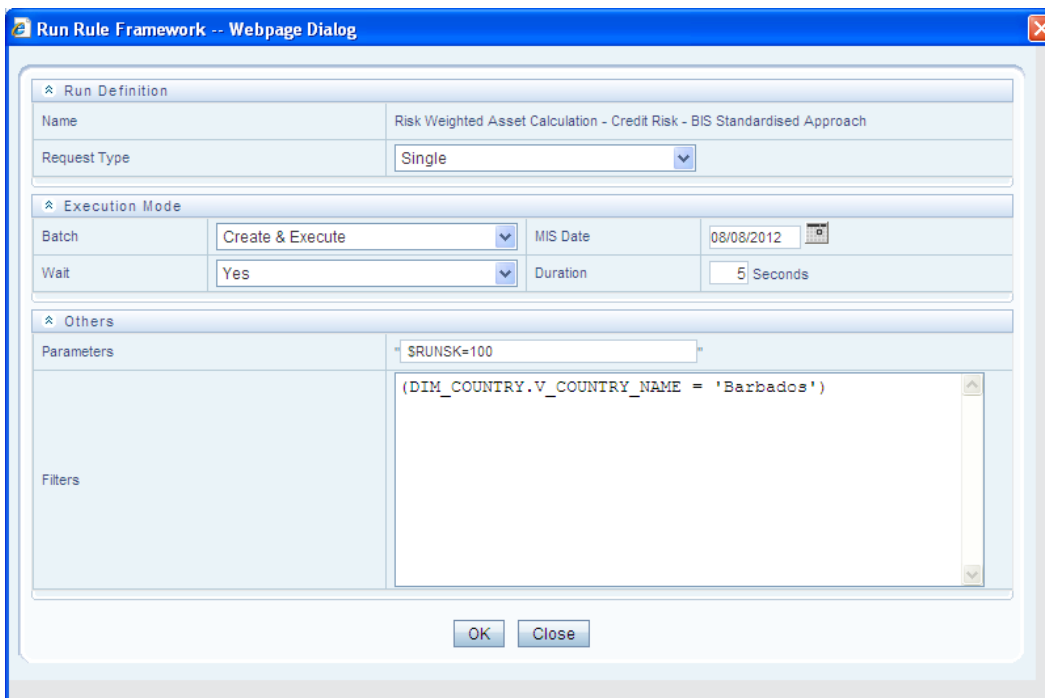 Run Rule Framework -- Webpage Dialog
Run Definition
Name Risk Weighted Asset Calculation - Credit Risk - BIS Standardised Approach
Request Type Single
Execution Mode
Batch Create & Execute MIS Date 08/08/2012
Wait Yes Duration 5 Seconds
Others
Parameters " $RUNSK=100 "
(DIM_COUNTRY.V_COUNTRY_NAME = 'Barbados')
Filters
OK Close